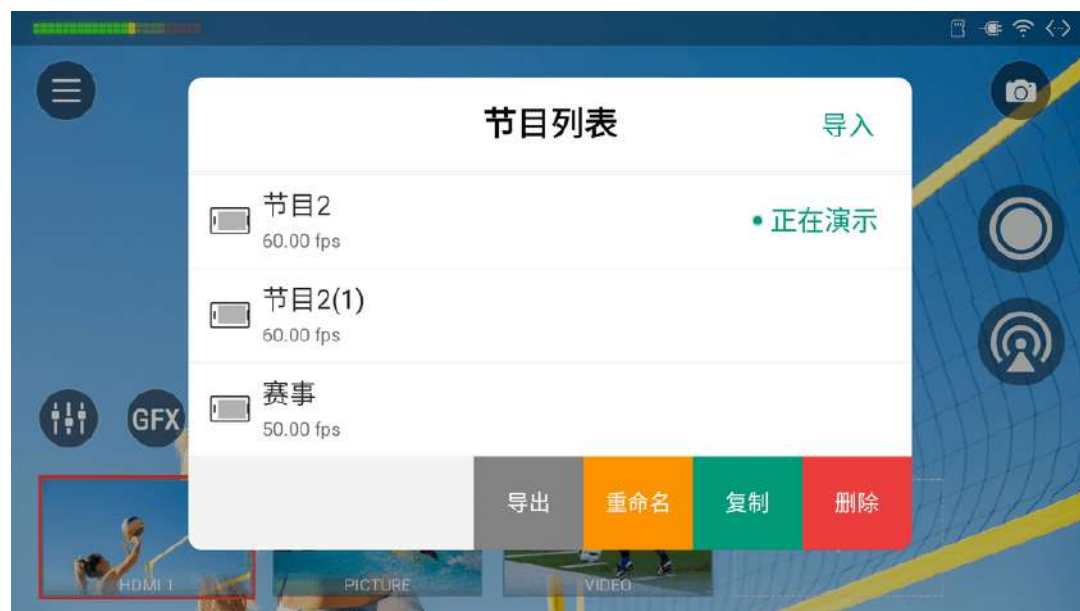 节目列表
导入
节目2
60.00 fps
正在演示
节目2(1)
60.00 fps
赛事
50.00 fps
GFX
导出
重命名
复制
删除
HDMI 1
PICTURE
VIDEO